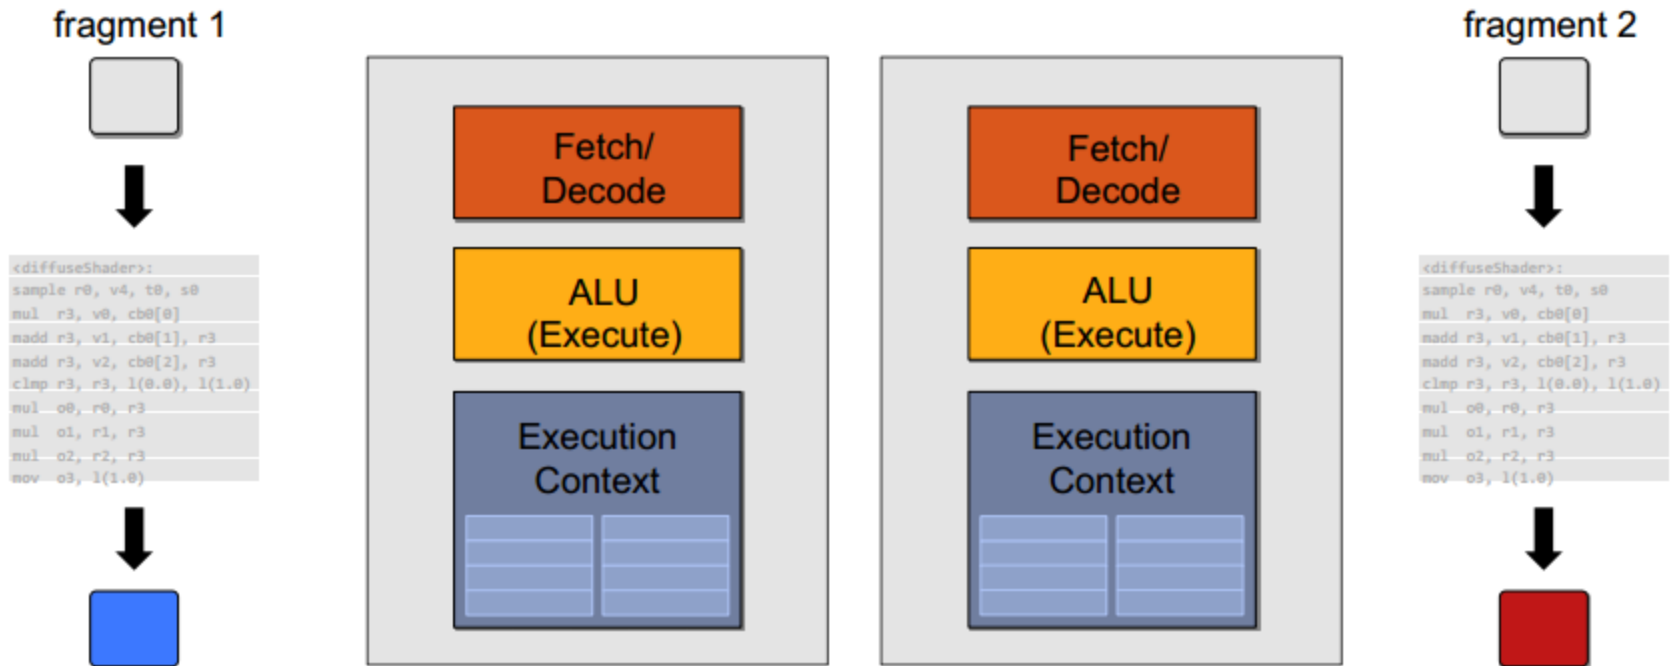 fragment 1
<diffuseShader>:
sample r0, v4, t0, s0
mul r3, v0, cb0[0]
madd r3, v1, cb0[1], r3
madd r3, v2, cb0[2], r3
clmp r3, r3, l(0.0), l(1.0)
mul o0, r0, r3
mul o1, r1, r3
mul o2, r2, r3
mov o3, l(1.0)
Fetch/
Decode
ALU
(Execute)
Execution
Context
Fetch/
Decode
ALU
(Execute)
Execution
Context
fragment 2
<diffuseShader>:
sample r0, v4, t0, s0
mul r3, v0, cb0[0]
madd r3, v1, cb0[1], r3
madd r3, v2, cb0[2], r3
clmp r3, r3, l(0.0), l(1.0)
mul o0, r0, r3
mul o1, r1, r3
mul o2, r2, r3
mov o3, l(1.0)